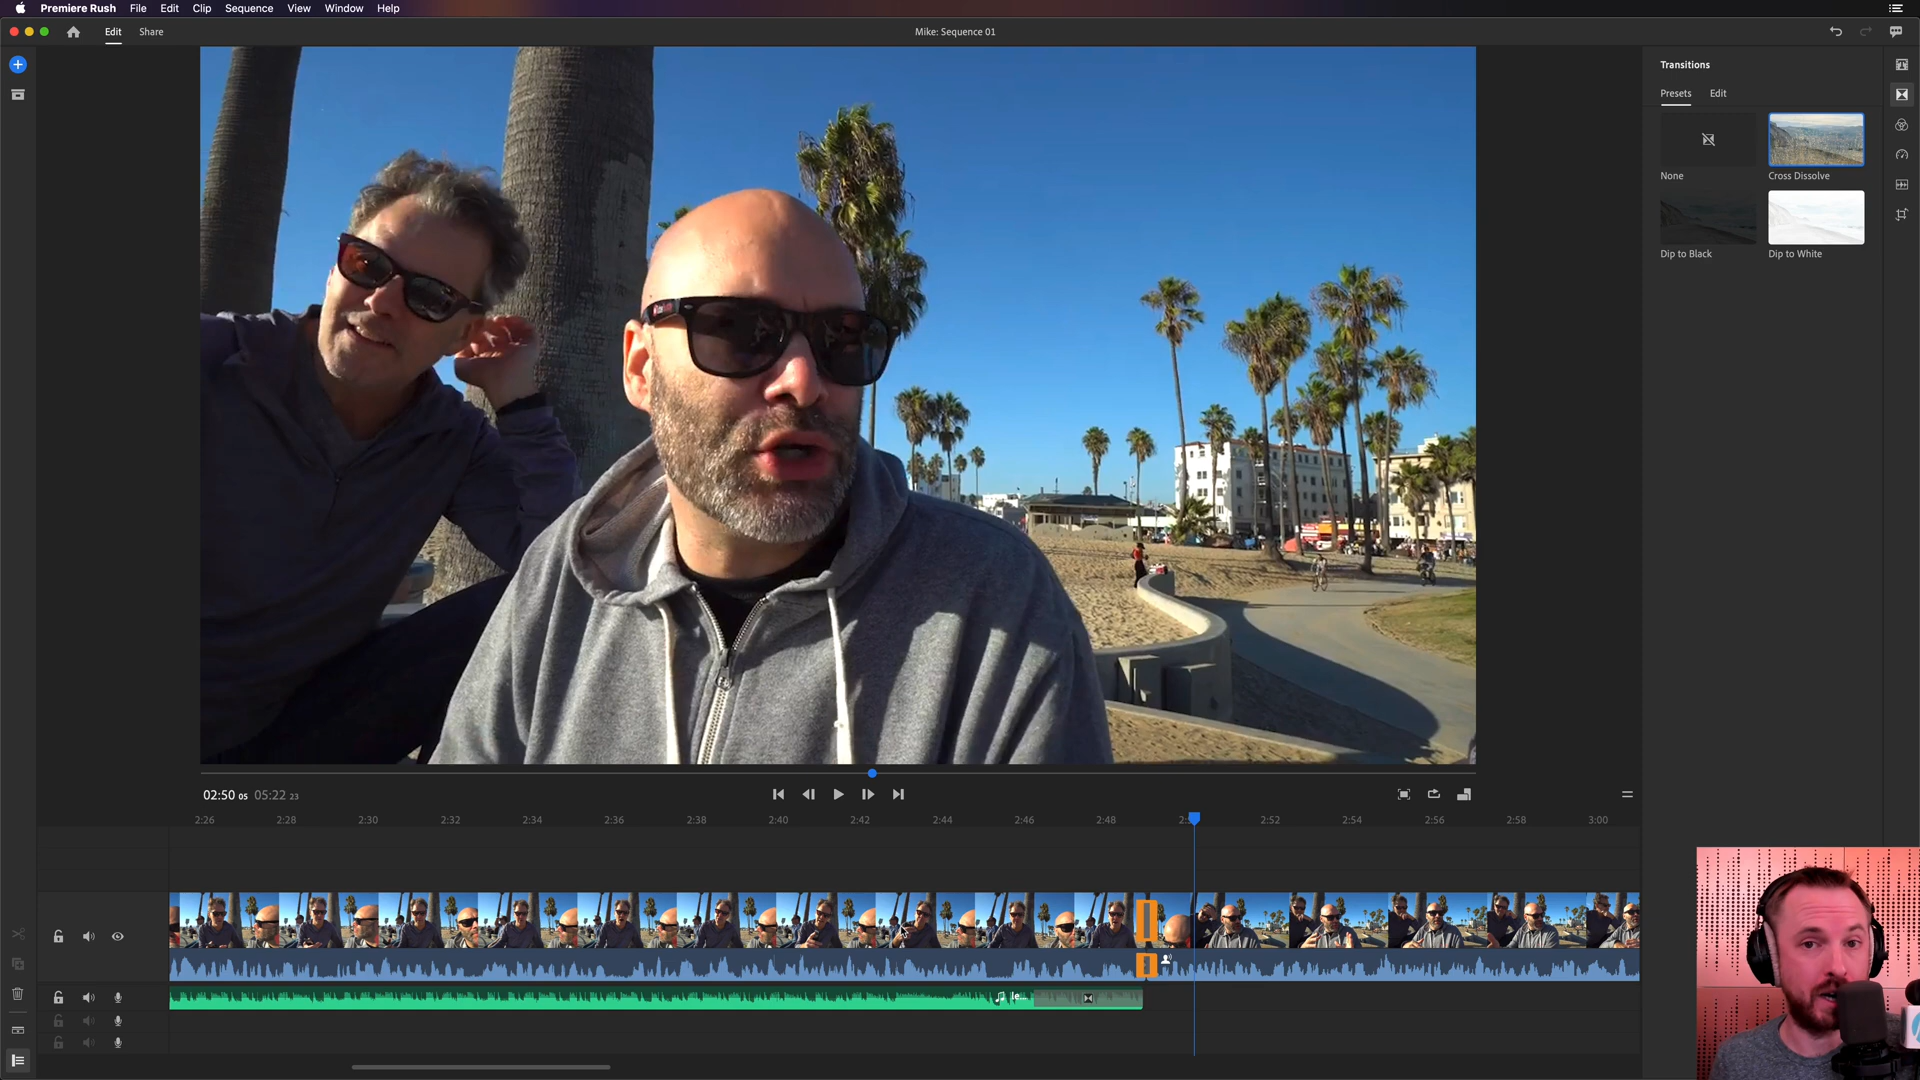 Premiere Rush File Edit Clip Sequence View Window Help
Edit Share
Mike: Sequence 01
Transitions
Presets Edit
None Cross Dissolve
Dip to Black Dip to White
02:50 05 05:22 23
2:26 2:28 2:30 2:32 2:34 2:36 2:38 2:40 2:42 2:44 2:46 2:48 2:52 2:54 2:56 2:58 3:00
le...